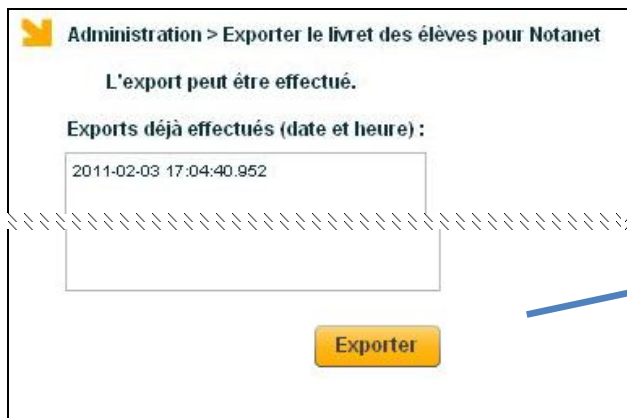 Administration > Exporter le livret des élèves pour Notanet
L'export peut être effectué.
Exports déjà effectués (date et heure) :
2011-02-03 17:04:40.952
Exporter